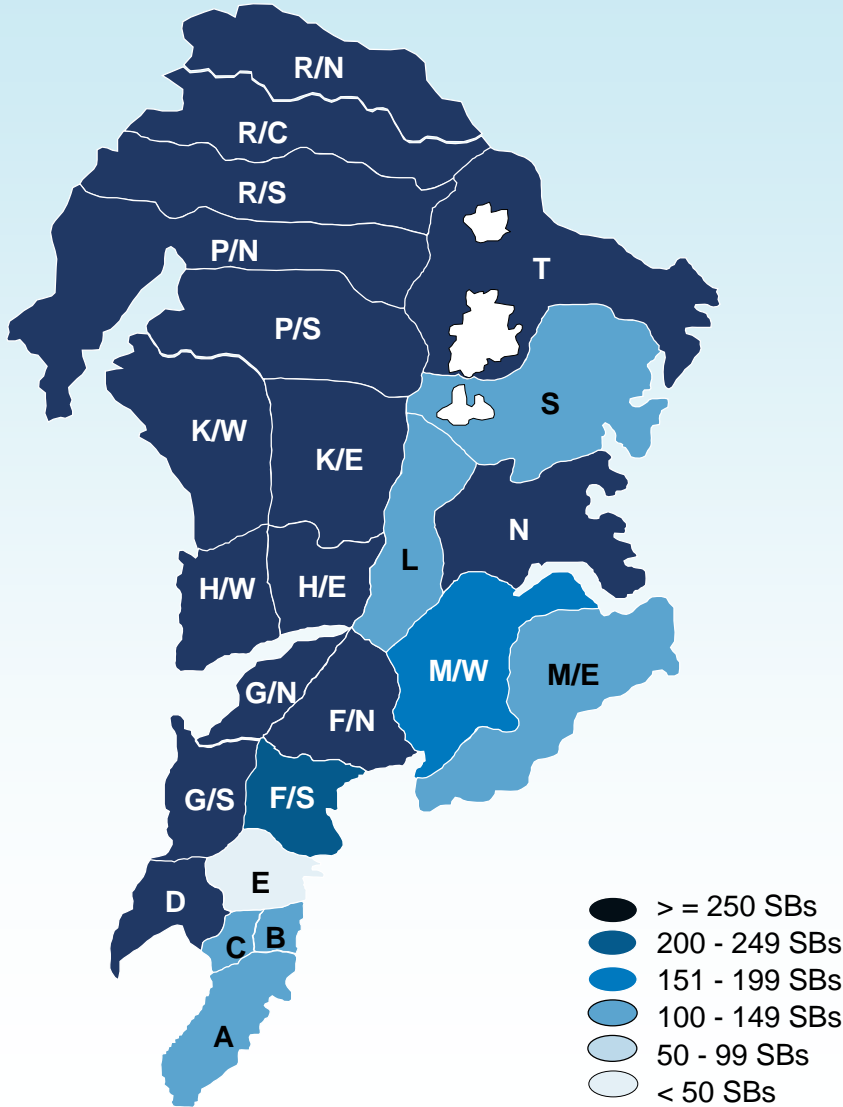 R/N
R/C
R/S
P/N
T
P/S
S
K/W
K/E
N
L
H/W
H/E
M/W
M/E
G/N
F/N
G/S
F/S
E
D
B
C
A
> = 250 SBs
200 - 249 SBs
151 - 199 SBs
100 - 149 SBs
50 - 99 SBs
< 50 SBs